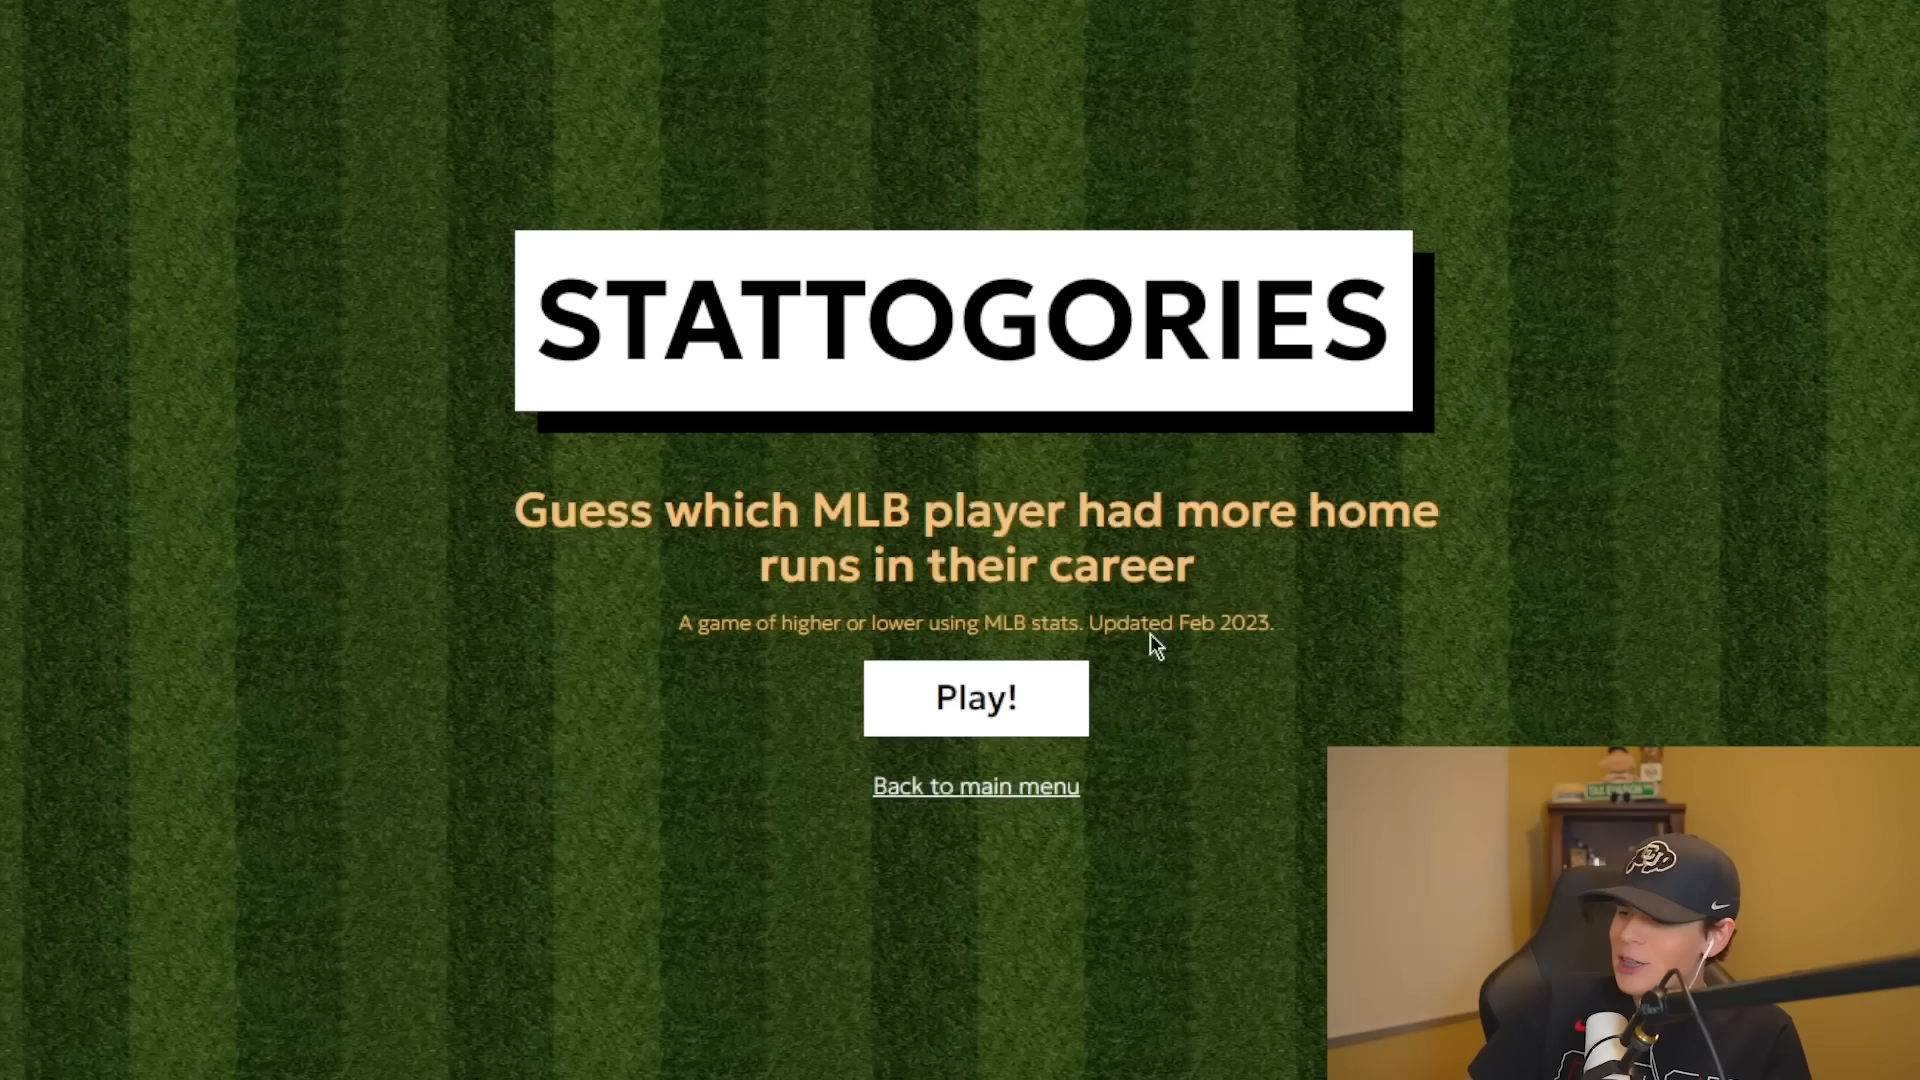 STATTOGORIES
Guess which MLB player had more home
runs in their career
A game of higher or lower using MLB stats. Updated Feb 2023.
Play!
Back to main menu
CU